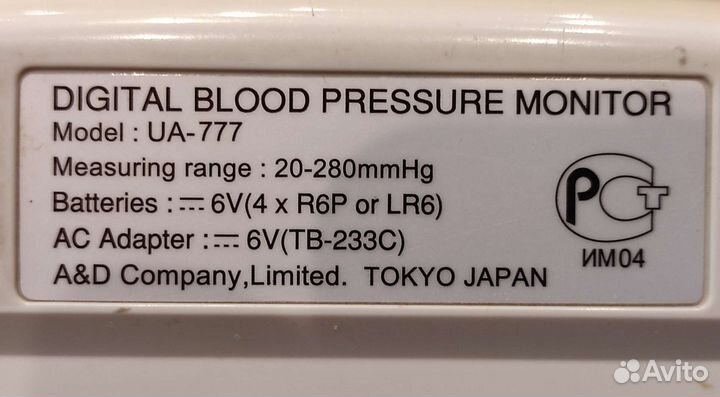 DIGITAL BLOOD PRESSURE MONITOR
Model : UA-777
Measuring range : 20-280mmHg
Batteries : ⎓ 6V(4 x R6P or LR6)
AC Adapter : ⎓ 6V(TB-233C)
A&D Company,Limited. TOKYO JAPAN
РСТ
ИМ04
Avito